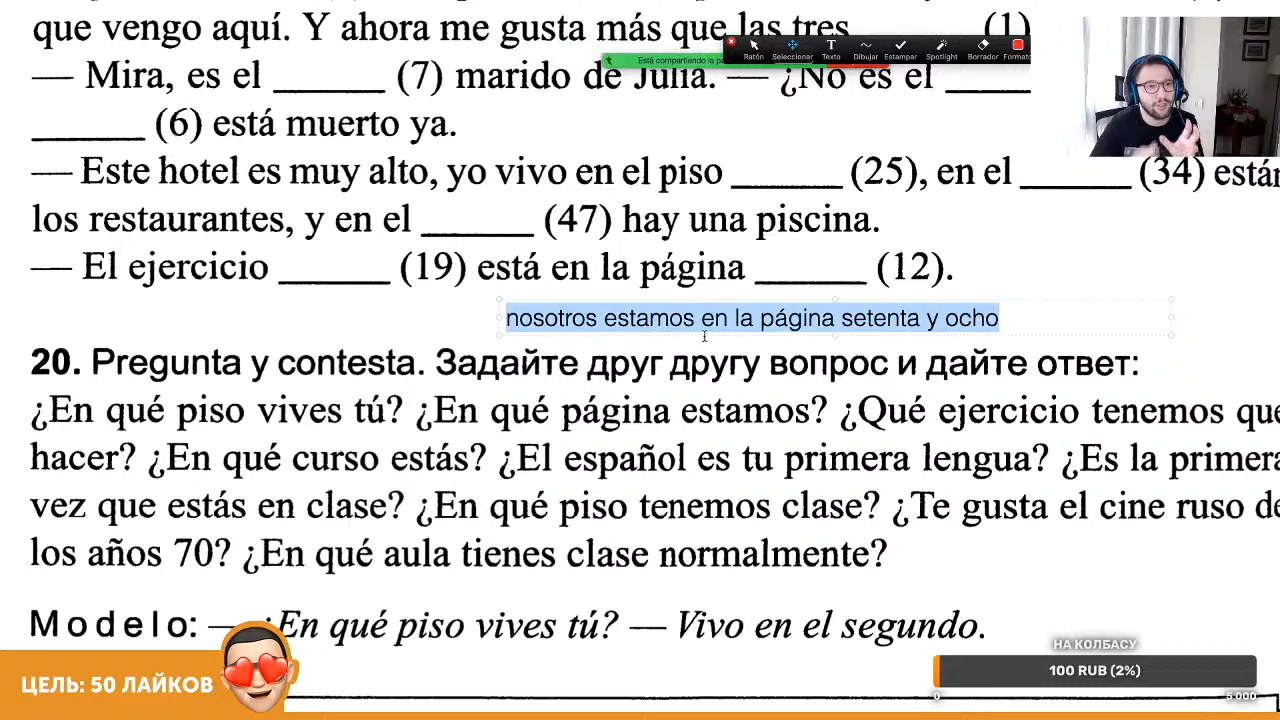 que vengo aquí. Y ahora me gusta más que las tres (1)
Ratón Seleccionar Texto Dibujar Estampar Spotlight Borrador Formato
Está compartiendo la
— Mira, es el ______ (7) marido de Julia. — ¿No es el _____
______ (6) está muerto ya.
— Este hotel es muy alto, yo vivo en el piso ______ (25), en el ______ (34) están
los restaurantes, y en el ______ (47) hay una piscina.
— El ejercicio ______ (19) está en la página ______ (12).
nosotros estamos en la página setenta y ocho
20. Pregunta y contesta. Задайте друг другу вопрос и дайте ответ:
¿En qué piso vives tú? ¿En qué página estamos? ¿Qué ejercicio tenemos que
hacer? ¿En qué curso estás? ¿El español es tu primera lengua? ¿Es la primera
vez que estás en clase? ¿En qué piso tenemos clase? ¿Te gusta el cine ruso de
los años 70? ¿En qué aula tienes clase normalmente?
Modelo: — ¿En qué piso vives tú? — Vivo en el segundo.
НА КОЛБАСУ
100 RUB (2%)
0 5 000
ЦЕЛЬ: 50 ЛАЙКОВ